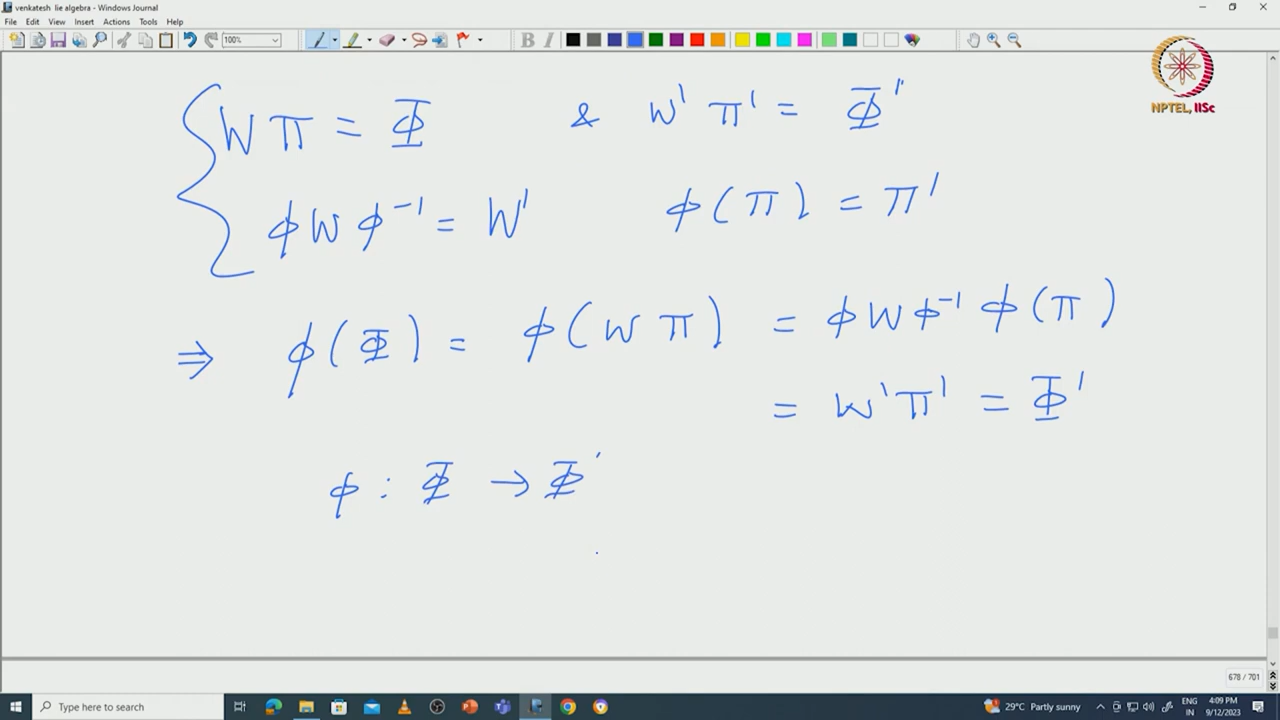 venkatesh lie algebra - Windows Journal
File Edit View Insert Actions Tools Help
100%
B I
NPTEL, IISc
Wπ = Φ & W' π' = Φ'
ϕ W ϕ⁻¹ = W' ϕ(π) = π'
⇒ ϕ(Φ) = ϕ(W π) = ϕ W ϕ⁻¹ ϕ(π)
= W'π' = Φ'
ϕ : Φ → Φ'
678 / 701
Type here to search
29°C Partly sunny
ENG
IN
4:09 PM
9/12/2023